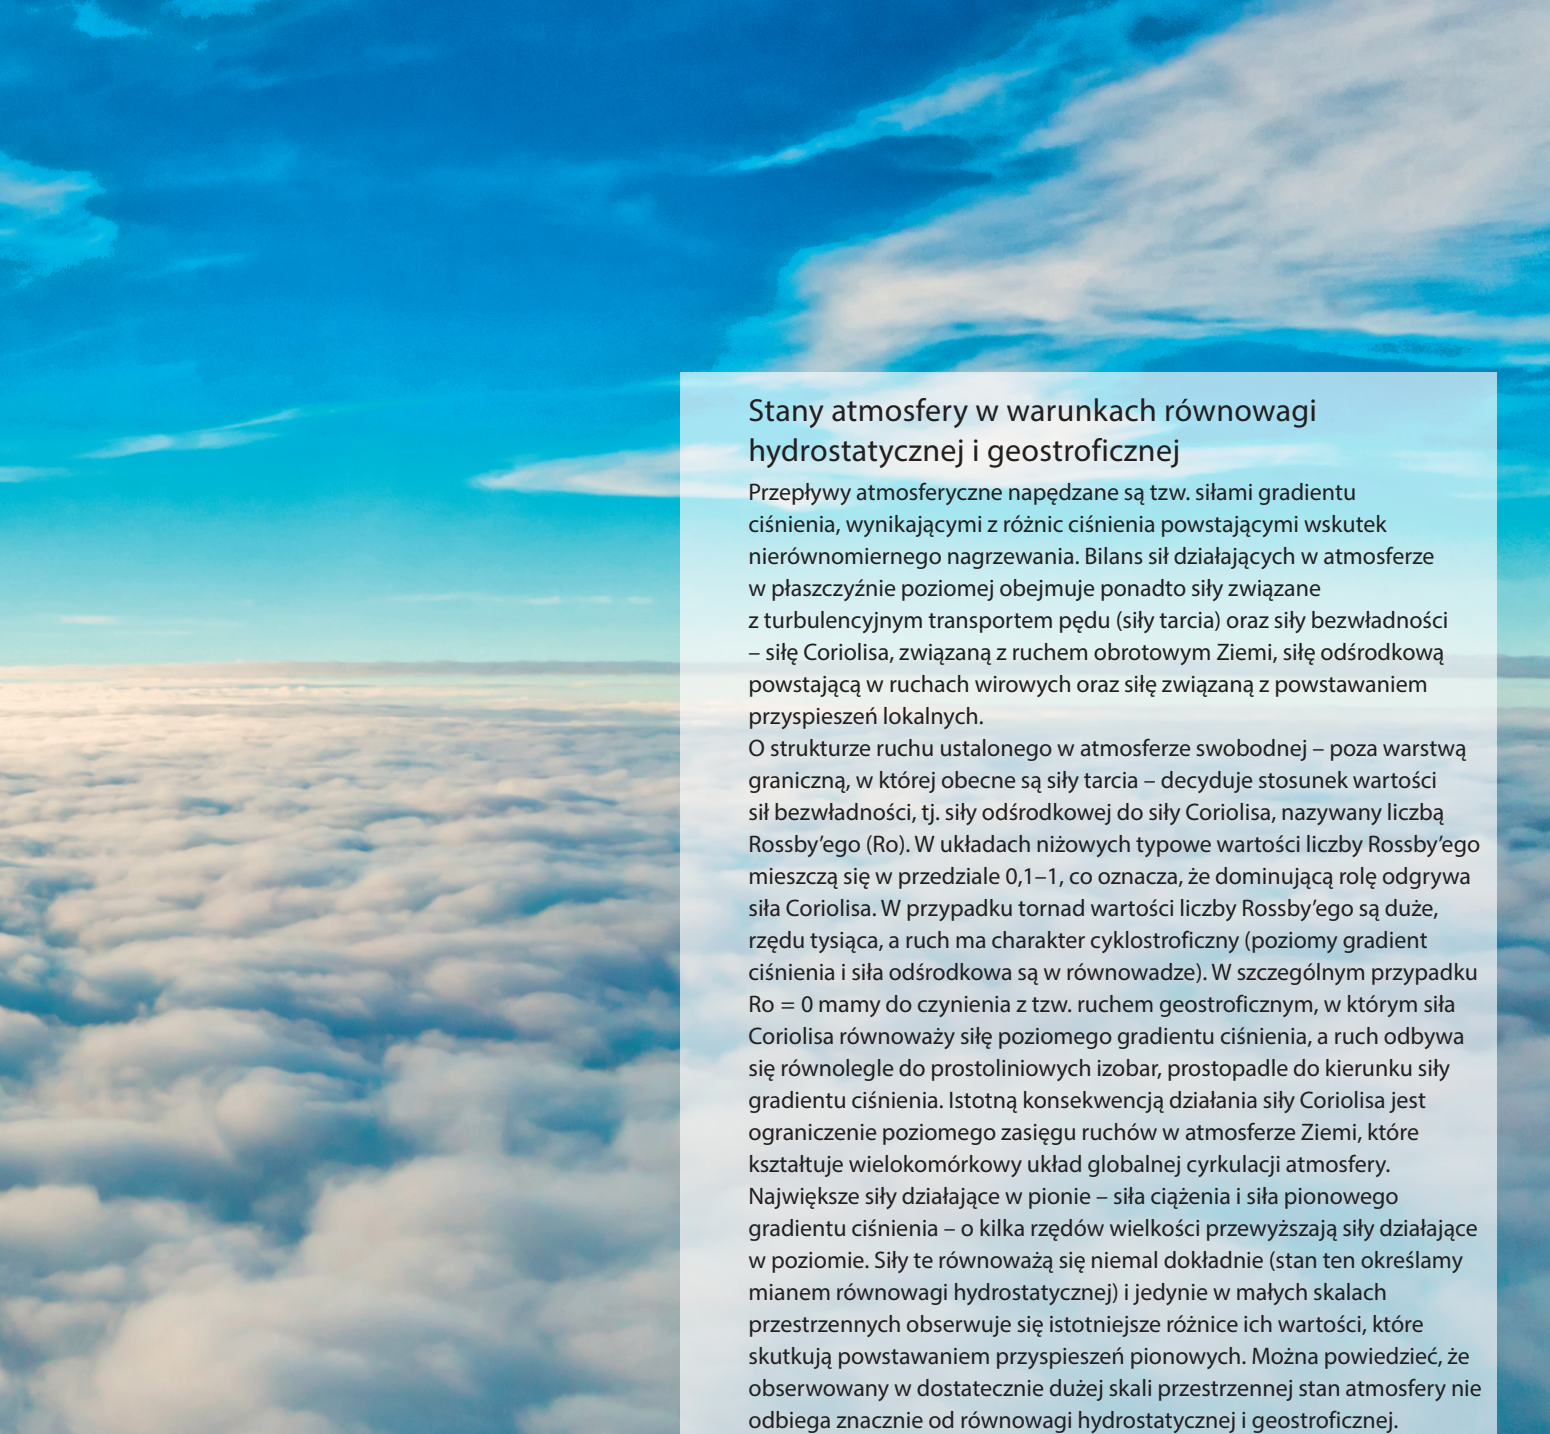 Stany atmosfery w warunkach równowagi
hydrostatycznej i geostroficznej
Przepływy atmosferyczne napędzane są tzw. siłami gradientu
ciśnienia, wynikającymi z różnic ciśnienia powstającymi wskutek
nierównomiernego nagrzewania. Bilans sił działających w atmosferze
w płaszczyźnie poziomej obejmuje ponadto siły związane
z turbulencyjnym transportem pędu (siły tarcia) oraz siły bezwładności
– siłę Coriolisa, związaną z ruchem obrotowym Ziemi, siłę odśrodkową
powstającą w ruchach wirowych oraz siłę związaną z powstawaniem
przyspieszeń lokalnych.
O strukturze ruchu ustalonego w atmosferze swobodnej – poza warstwą
graniczną, w której obecne są siły tarcia – decyduje stosunek wartości
sił bezwładności, tj. siły odśrodkowej do siły Coriolisa, nazywany liczbą
Rossby’ego (Ro). W układach niżowych typowe wartości liczby Rossby’ego
mieszczą się w przedziale 0,1–1, co oznacza, że dominującą rolę odgrywa
siła Coriolisa. W przypadku tornad wartości liczby Rossby’ego są duże,
rzędu tysiąca, a ruch ma charakter cyklostroficzny (poziomy gradient
ciśnienia i siła odśrodkowa są w równowadze). W szczególnym przypadku
Ro = 0 mamy do czynienia z tzw. ruchem geostroficznym, w którym siła
Coriolisa równoważy siłę poziomego gradientu ciśnienia, a ruch odbywa
się równolegle do prostoliniowych izobar, prostopadle do kierunku siły
gradientu ciśnienia. Istotną konsekwencją działania siły Coriolisa jest
ograniczenie poziomego zasięgu ruchów w atmosferze Ziemi, które
kształtuje wielokomórkowy układ globalnej cyrkulacji atmosfery.
Największe siły działające w pionie – siła ciążenia i siła pionowego
gradientu ciśnienia – o kilka rzędów wielkości przewyższają siły działające
w poziomie. Siły te równoważą się niemal dokładnie (stan ten określamy
mianem równowagi hydrostatycznej) i jedynie w małych skalach
przestrzennych obserwuje się istotniejsze różnice ich wartości, które
skutkują powstawaniem przyspieszeń pionowych. Można powiedzieć, że
obserwowany w dostatecznie dużej skali przestrzennej stan atmosfery nie
odbiega znacznie od równowagi hydrostatycznej i geostroficznej.